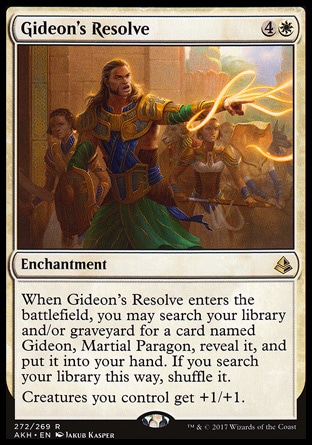 Gideon's Resolve 4
Enchantment
When Gideon's Resolve enters the
battlefield, you may search your library
and/or graveyard for a card named
Gideon, Martial Paragon, reveal it, and
put it into your hand. If you search
your library this way, shuffle it.
Creatures you control get +1/+1.
272/269 R
AKH • EN Jakub Kasper
™ & © 2017 Wizards of the Coast